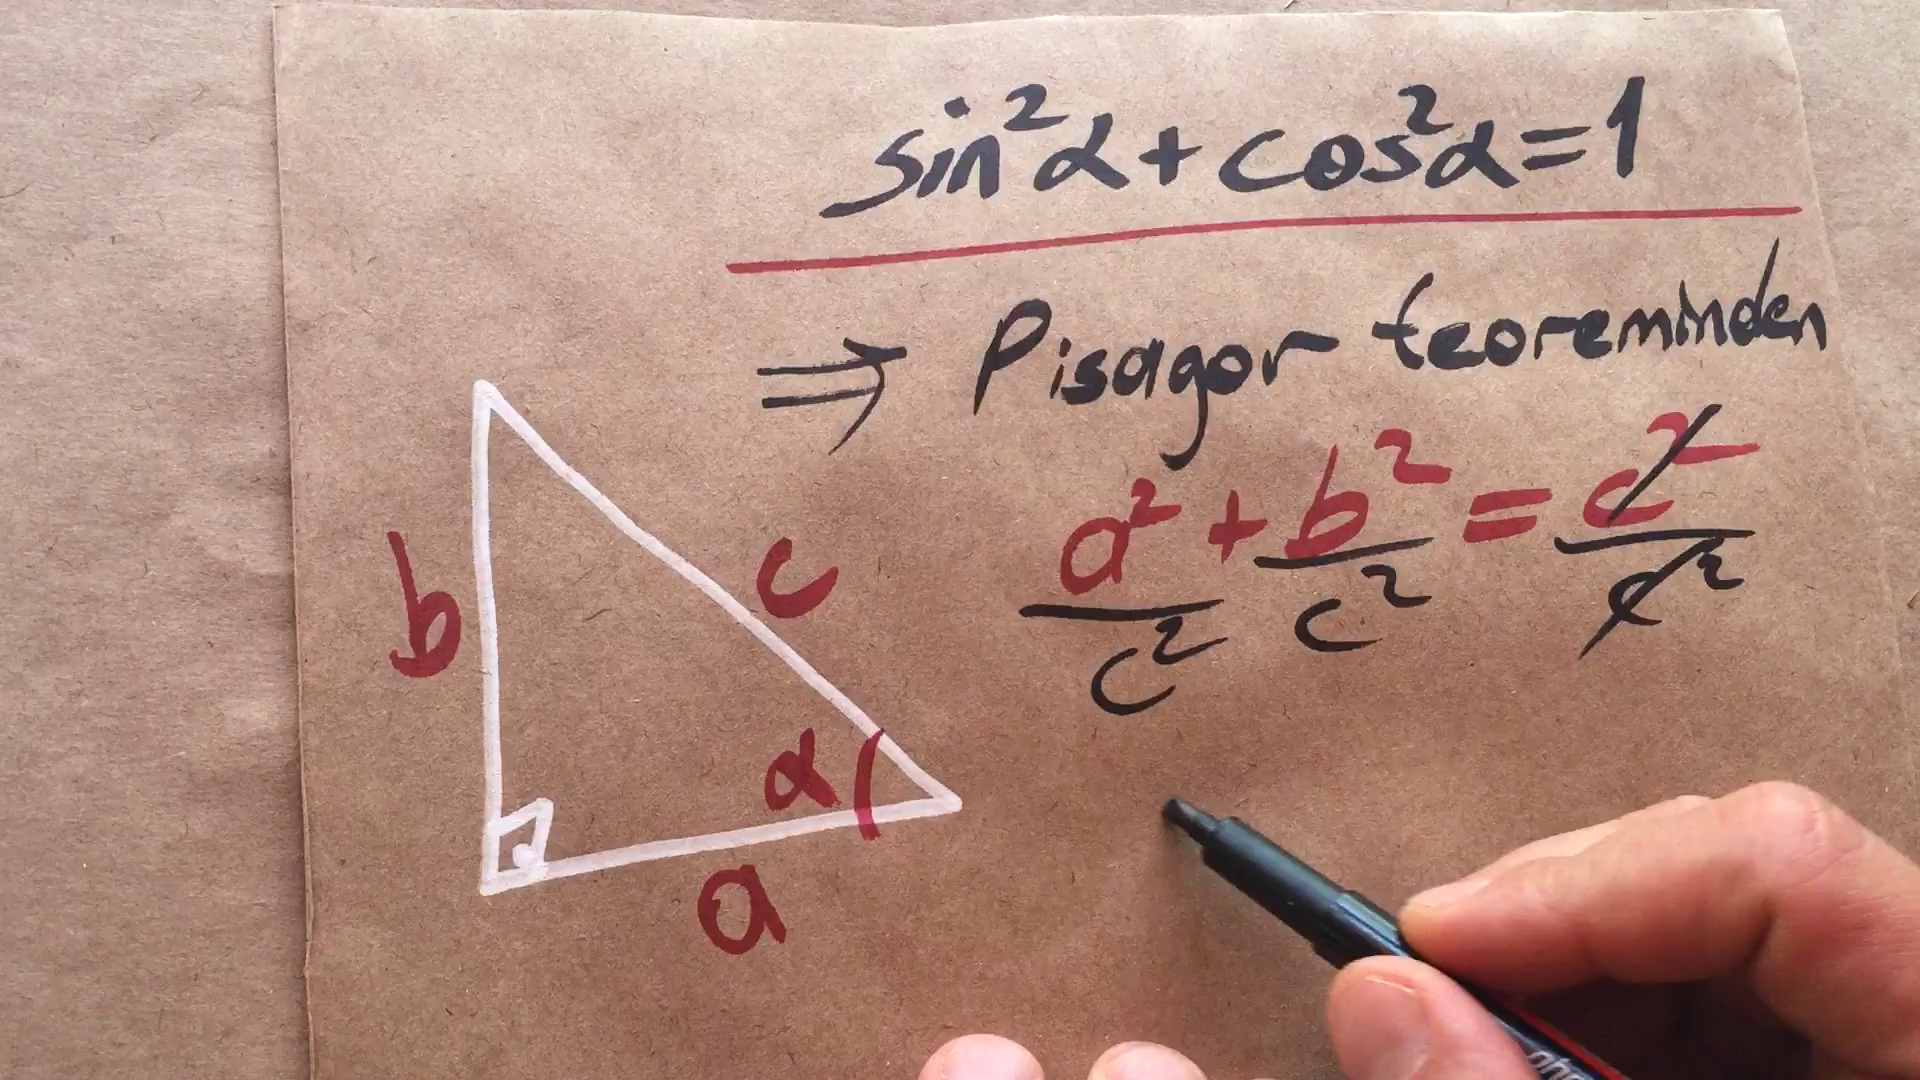 sin²α+cos²α=1
⇒ Pisagor teoreminden
a²/c² + b²/c² = c²/c²
b
c
α
a